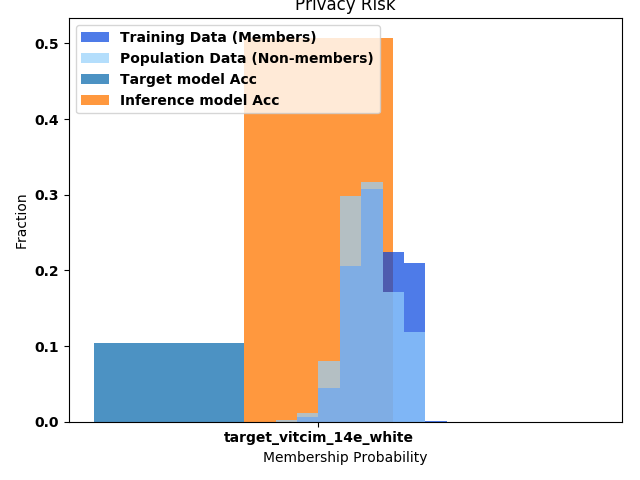 Privacy Risk
Training Data (Members)
Population Data (Non-members)
Target model Acc
Inference model Acc
0.5
0.4
0.3
0.2
0.1
0.0
Fraction
target_vitcim_14e_white
Membership Probability